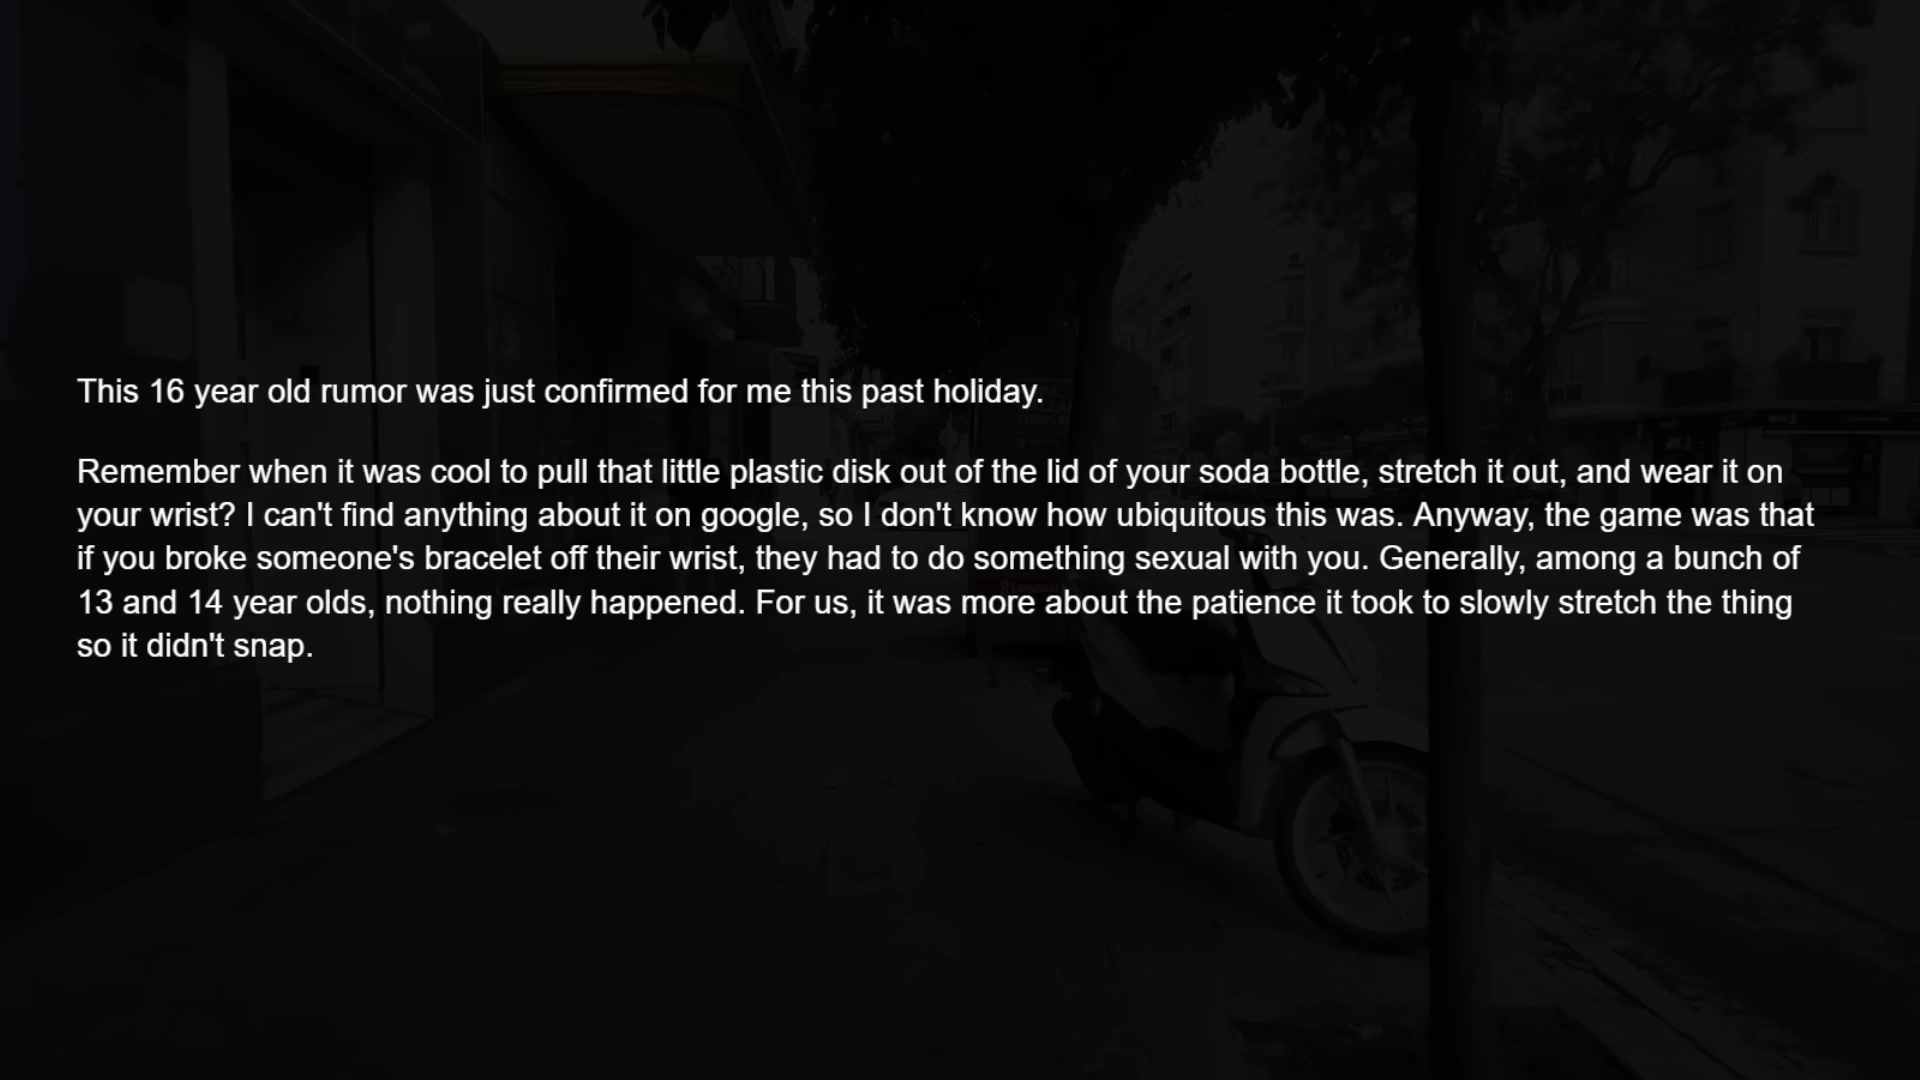 This 16 year old rumor was just confirmed for me this past holiday.
Remember when it was cool to pull that little plastic disk out of the lid of your soda bottle, stretch it out, and wear it on
your wrist? I can't find anything about it on google, so I don't know how ubiquitous this was. Anyway, the game was that
if you broke someone's bracelet off their wrist, they had to do something sexual with you. Generally, among a bunch of
13 and 14 year olds, nothing really happened. For us, it was more about the patience it took to slowly stretch the thing
so it didn't snap.